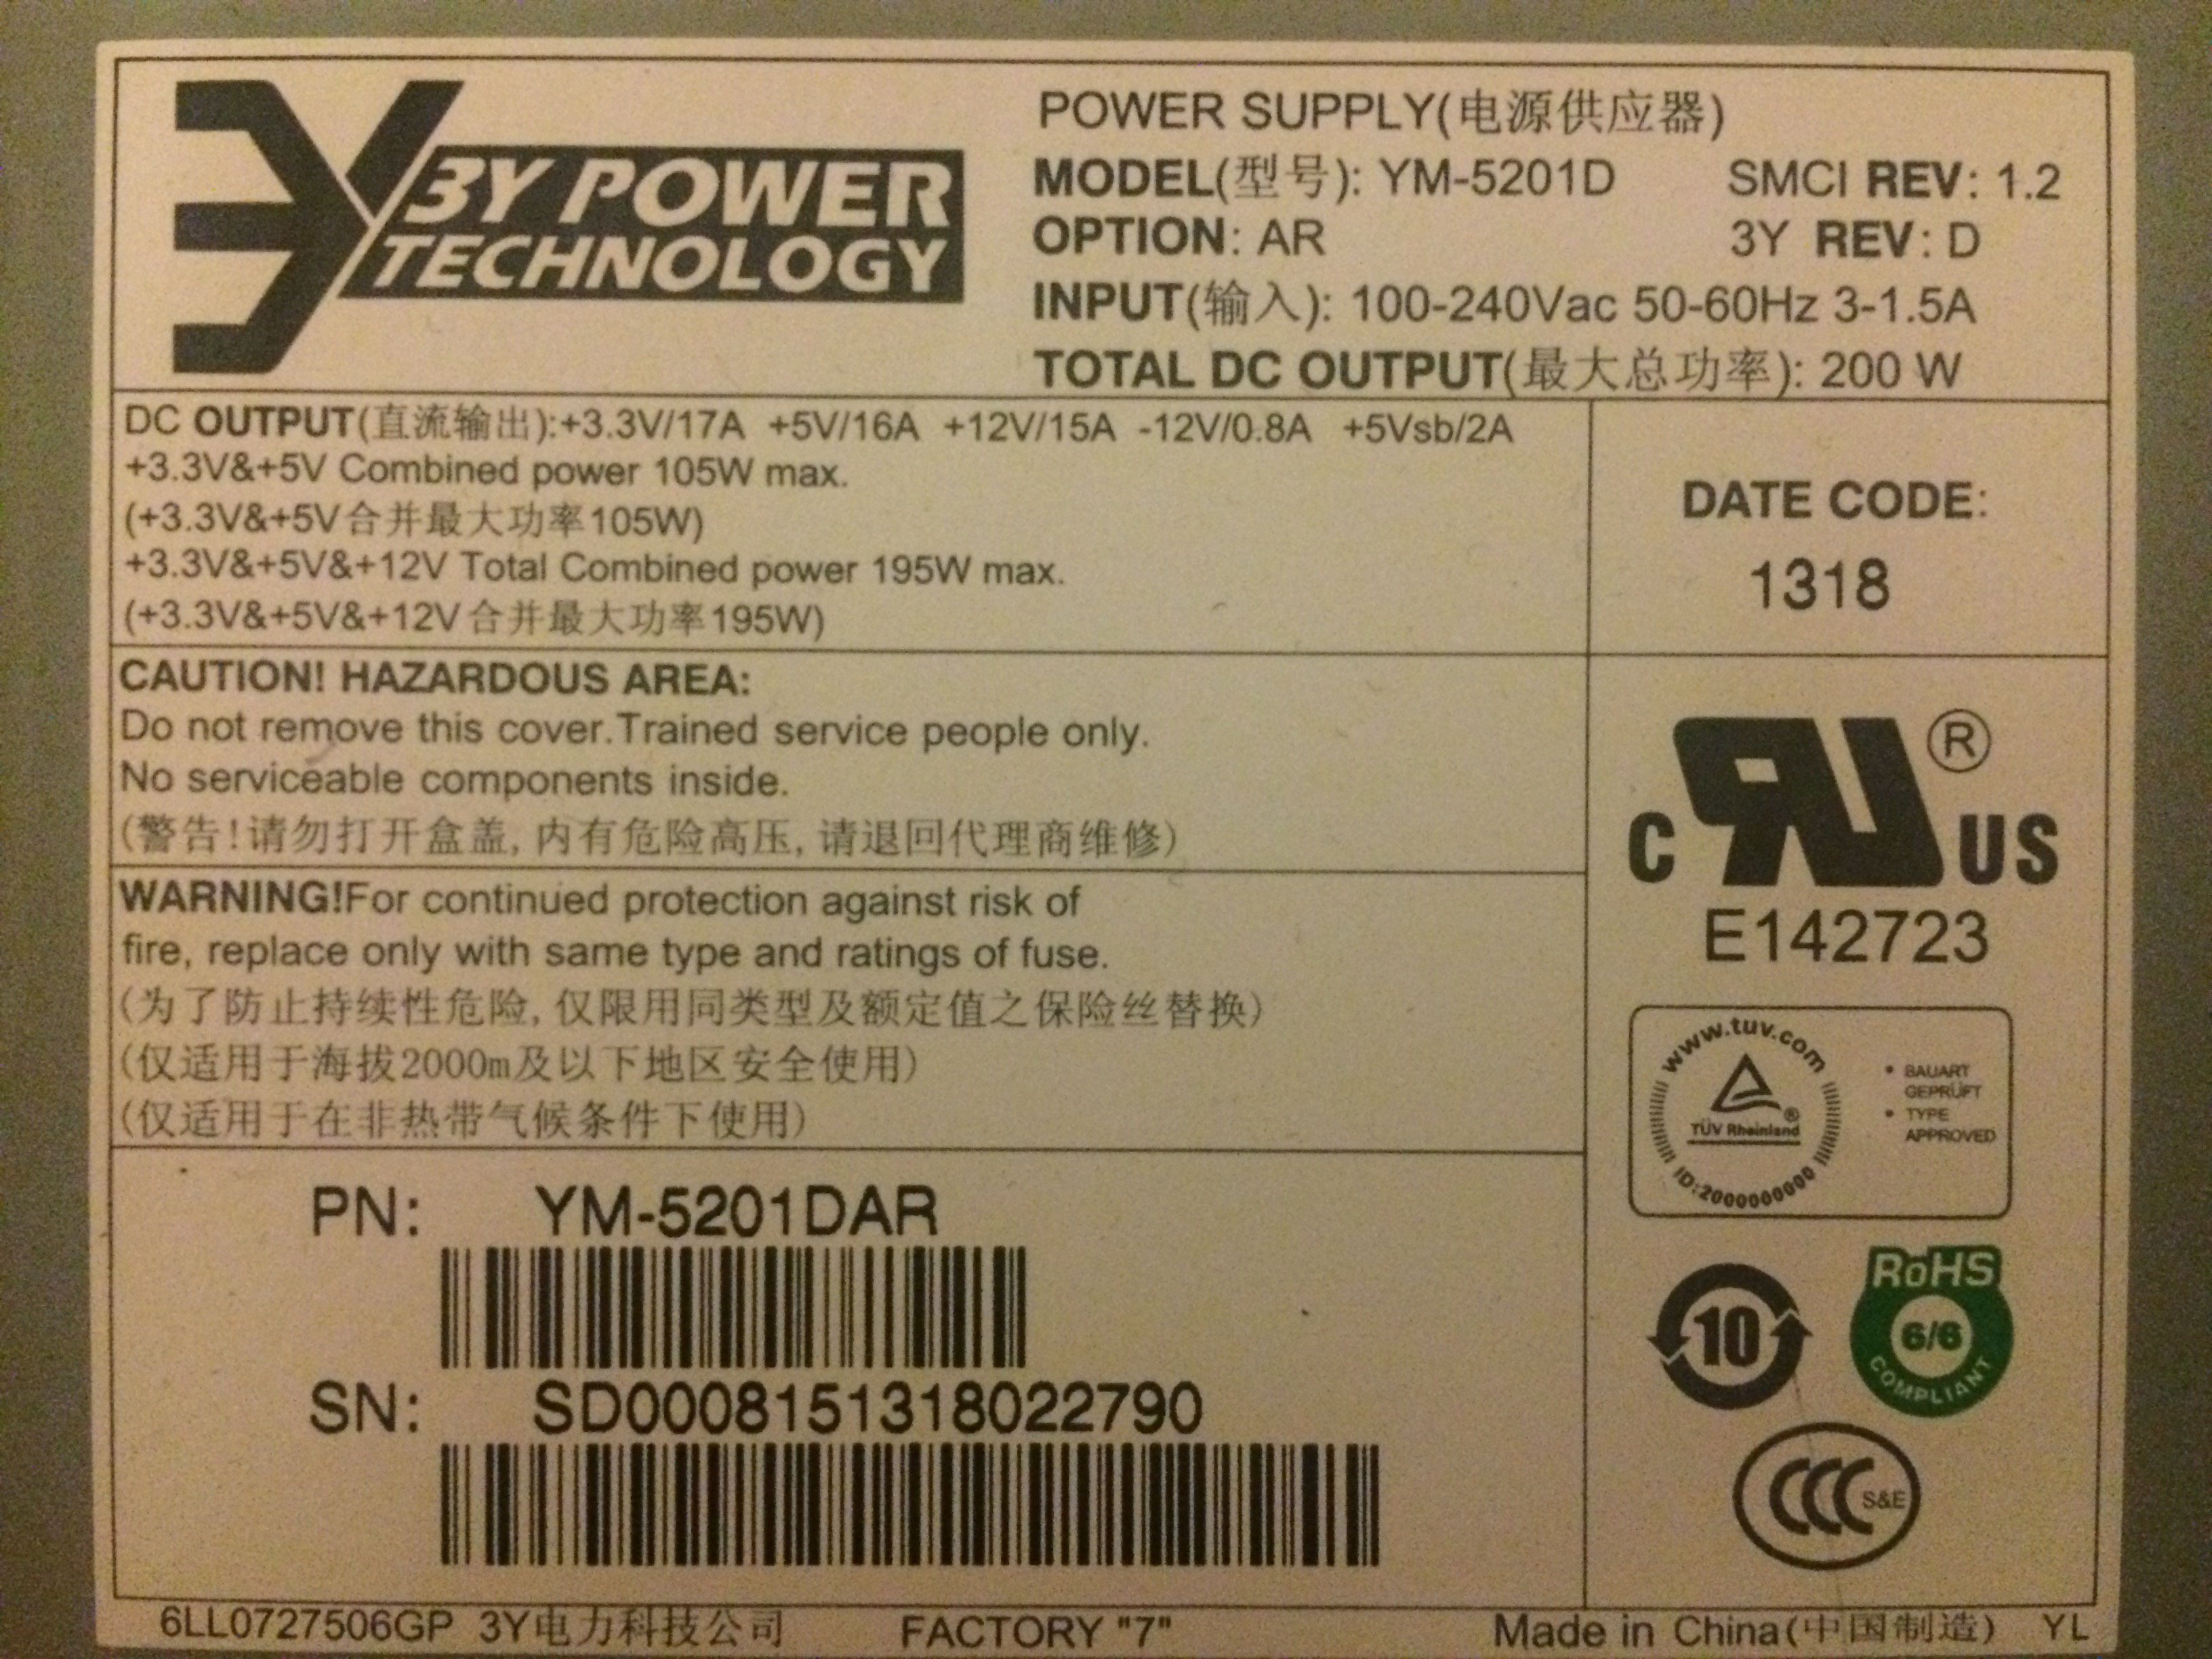 3Y POWER
TECHNOLOGY
POWER SUPPLY(电源供应器)
MODEL(型号): YM-5201D SMCI REV: 1.2
OPTION: AR 3Y REV: D
INPUT(输入): 100-240Vac 50-60Hz 3-1.5A
TOTAL DC OUTPUT(最大总功率): 200 W
DC OUTPUT(直流输出):+3.3V/17A +5V/16A +12V/15A -12V/0.8A +5Vsb/2A
+3.3V&+5V Combined power 105W max.
(+3.3V&+5V合并最大功率105W)
+3.3V&+5V&+12V Total Combined power 195W max.
(+3.3V&+5V&+12V合并最大功率195W)
DATE CODE:
1318
CAUTION! HAZARDOUS AREA:
Do not remove this cover.Trained service people only.
No serviceable components inside.
(警告!请勿打开盒盖,内有危险高压,请退回代理商维修)
WARNING!For continued protection against risk of
fire, replace only with same type and ratings of fuse.
(为了防止持续性危险,仅限用同类型及额定值之保险丝替换)
(仅适用于海拔2000m及以下地区安全使用)
(仅适用于在非热带气候条件下使用)
C RU US ®
E142723
www.tuv.com
TÜV Rheinland ®
ID:2000000000
• BAUART
GEPRÜFT
• TYPE
APPROVED
10
RoHS
6/6
COMPLIANT
CCC S&E
PN: YM-5201DAR
SN: SD0008151318022790
6LL0727506GP 3Y电力科技公司 FACTORY "7" Made in China(中国制造) YL